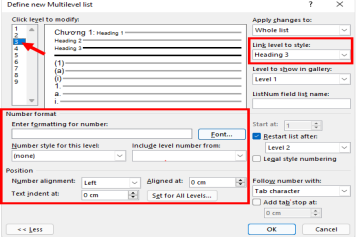 Define new Multilevel list
? ×
Click level to modify:
Apply changes to:
1
2
3
4
5
6
7
8
9
Chương 1: Heading 1
Heading 2
Heading 3
(1)
(a)
(i)
1.
a.
i.
Whole list
Link level to style:
Heading 3
Level to show in gallery:
Level 1
ListNum field list name:
Number format
Enter formatting for number:
Font...
Number style for this level:
Include level number from:
(none)
Start at: 1
Restart list after:
Level 2
Legal style numbering
Position
Number alignment: Left
Aligned at: 0 cm
Text indent at: 0 cm
Set for All Levels...
Follow number with:
Tab character
Add tab stop at:
0 cm
<< Less
OK
Cancel